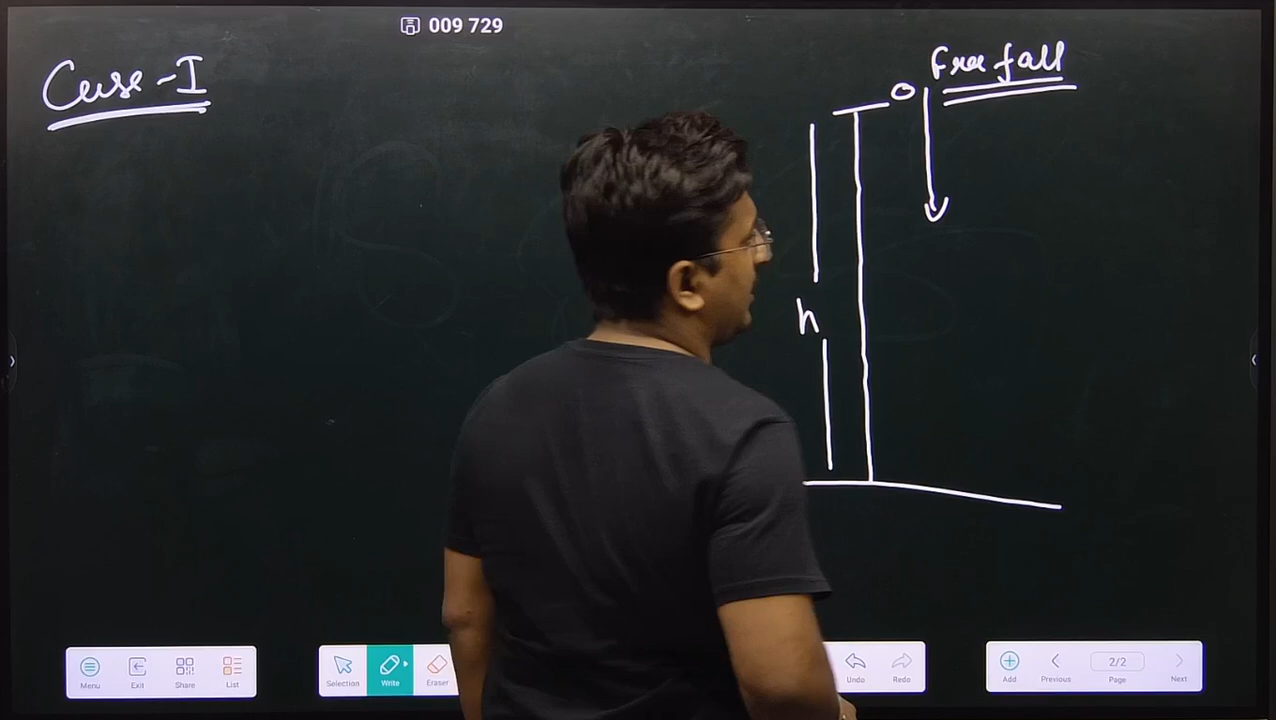 009 729
Case-I
Free fall
h
Menu
Exit
Share
List
Selection
Write
Eraser
Undo
Redo
Add
Previous
2/2
Page
Next